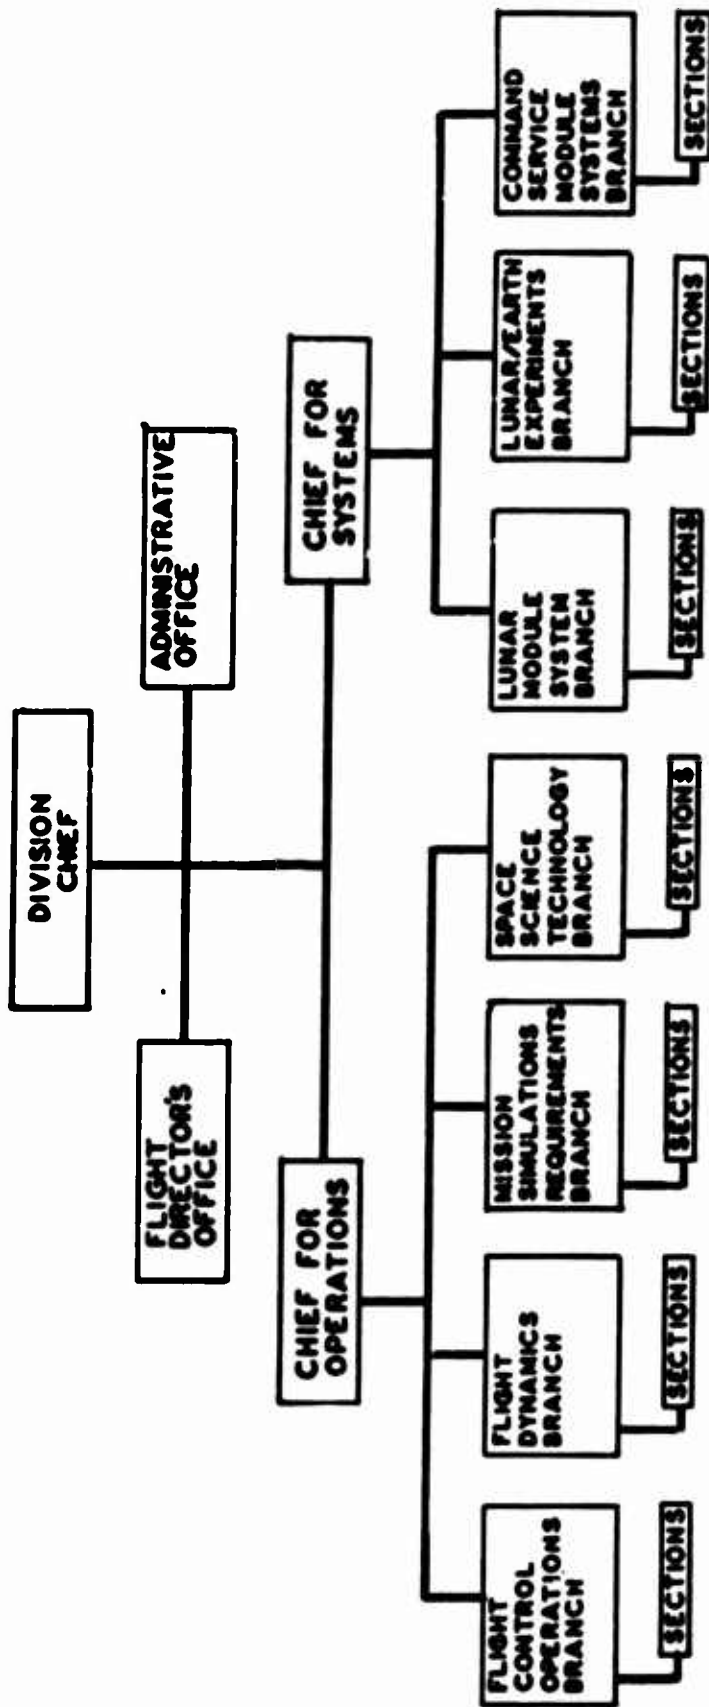 DIVISION
CHIEF
FLIGHT
DIRECTOR'S
OFFICE
ADMINISTRATIVE
OFFICE
CHIEF FOR
OPERATIONS
CHIEF FOR
SYSTEMS
FLIGHT
CONTROL
OPERATIONS
BRANCH
FLIGHT
DYNAMICS
BRANCH
MISSION
SIMULATIONS
REQUIREMENTS
BRANCH
SPACE
SCIENCE
TECHNOLOGY
BRANCH
LUNAR
MODULE
SYSTEM
BRANCH
LUNAR/EARTH
EXPERIMENTS
BRANCH
COMMAND
SERVICE
MODULE
SYSTEMS
BRANCH
SECTIONS
SECTIONS
SECTIONS
SECTIONS
SECTIONS
SECTIONS
SECTIONS